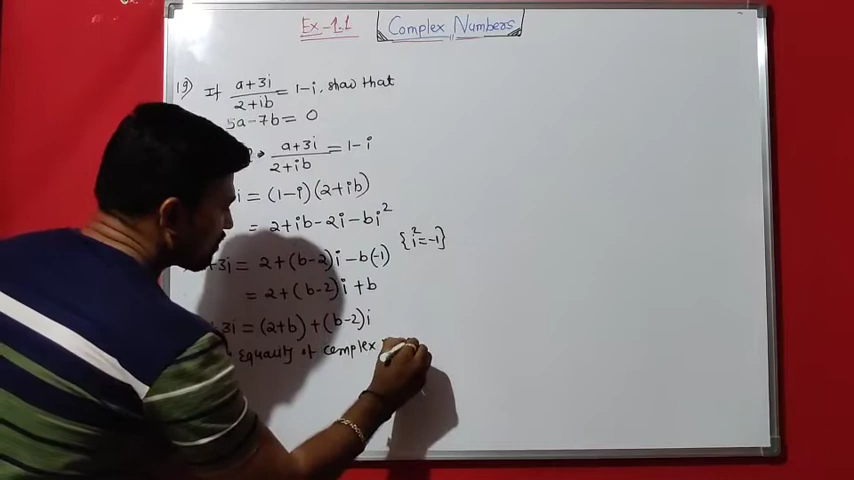 Ex-1.1 Complex Numbers
19) If (a+3i)/(2+ib) = 1-i, show that
5a-7b = 0
(a+3i)/(2+ib) = 1-i
i = (1-i)(2+ib)
= 2+ib-2i-bi²
+3i = 2+(b-2)i-b(-1) {i²=-1}
= 2+(b-2)i+b
3i = (2+b)+(b-2)i
Equality of complex